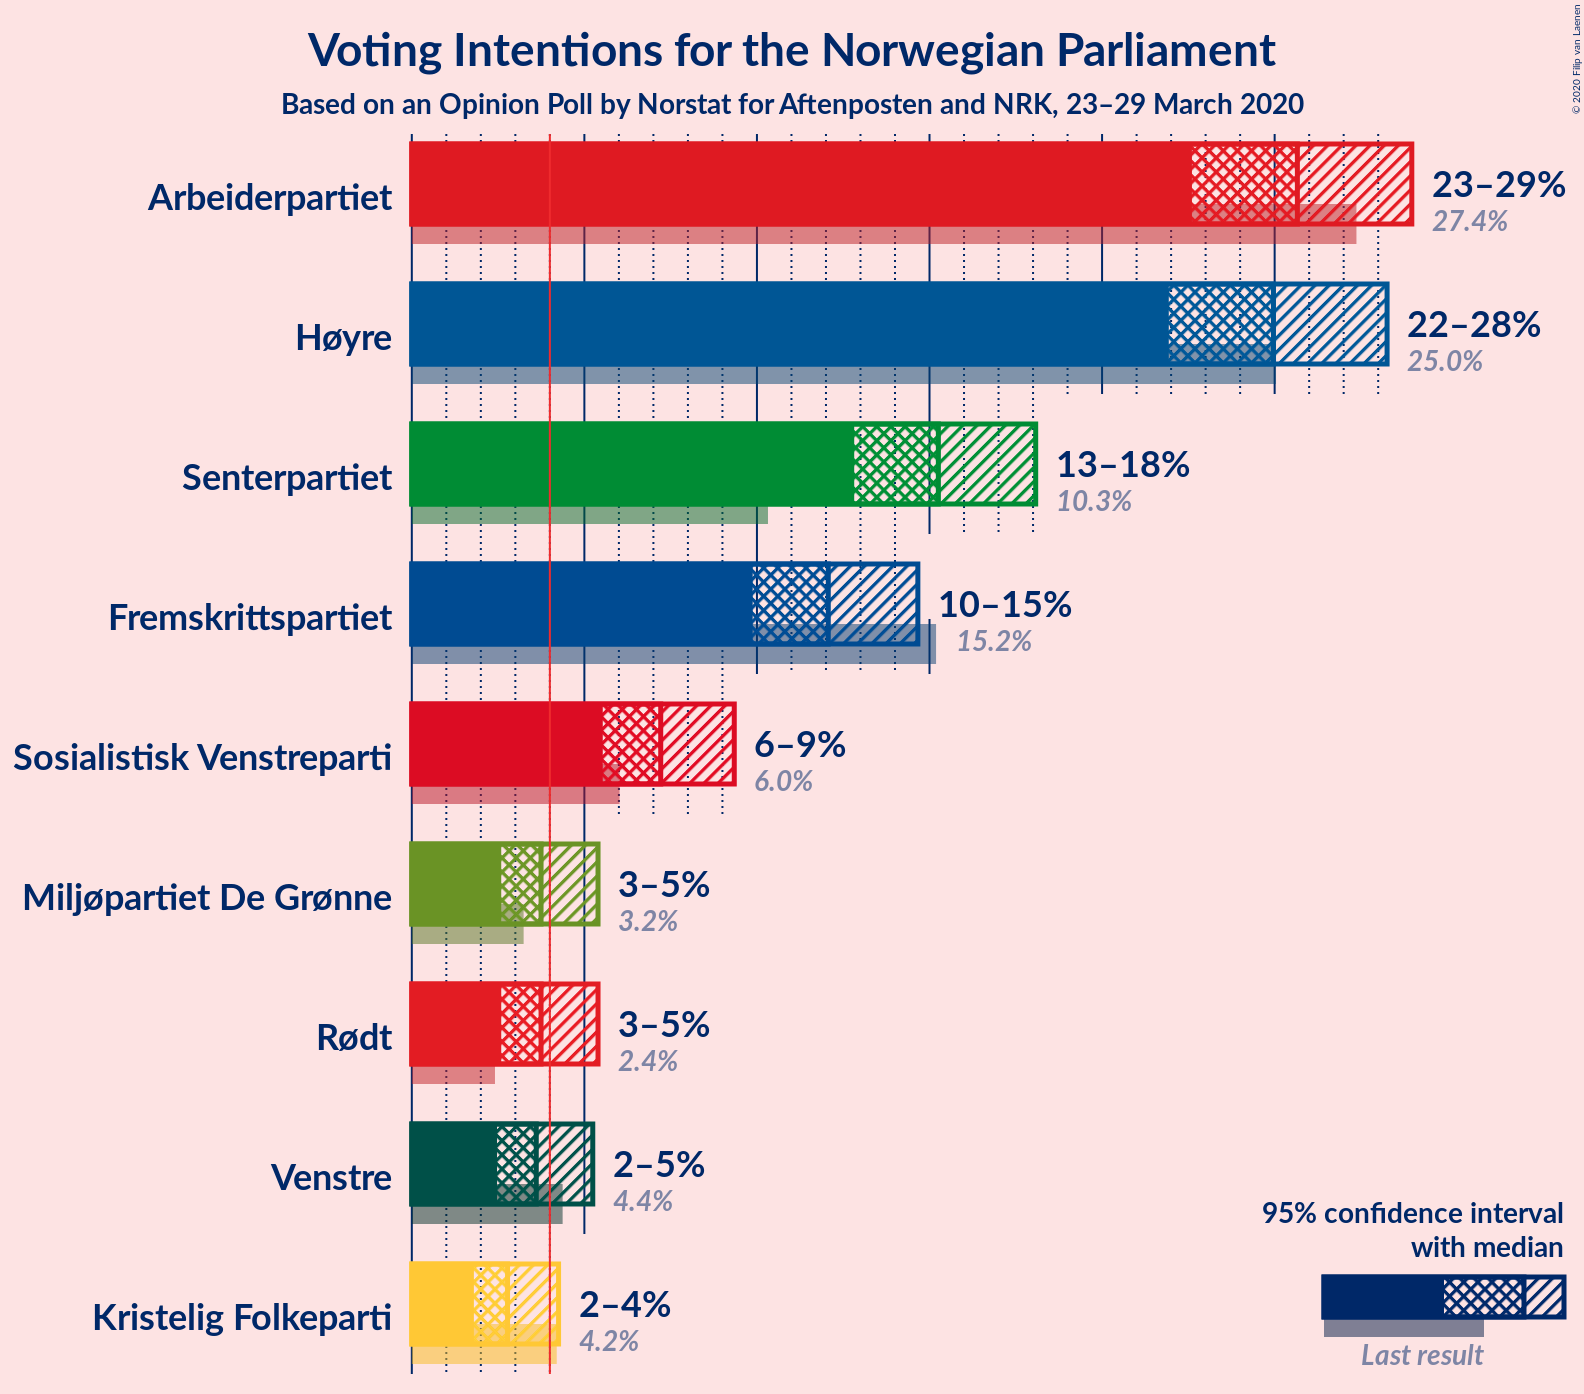 Voting Intentions for the Norwegian Parliament
Based on an Opinion Poll by Norstat for Aftenposten and NRK, 23–29 March 2020
© 2020 Filip van Laenen
Arbeiderpartiet
23–29%
27.4%
Høyre
22–28%
25.0%
Senterpartiet
13–18%
10.3%
Fremskrittspartiet
10–15%
15.2%
Sosialistisk Venstreparti
6–9%
6.0%
Miljøpartiet De Grønne
3–5%
3.2%
Rødt
3–5%
2.4%
Venstre
2–5%
4.4%
Kristelig Folkeparti
2–4%
4.2%
95% confidence interval
with median
Last result